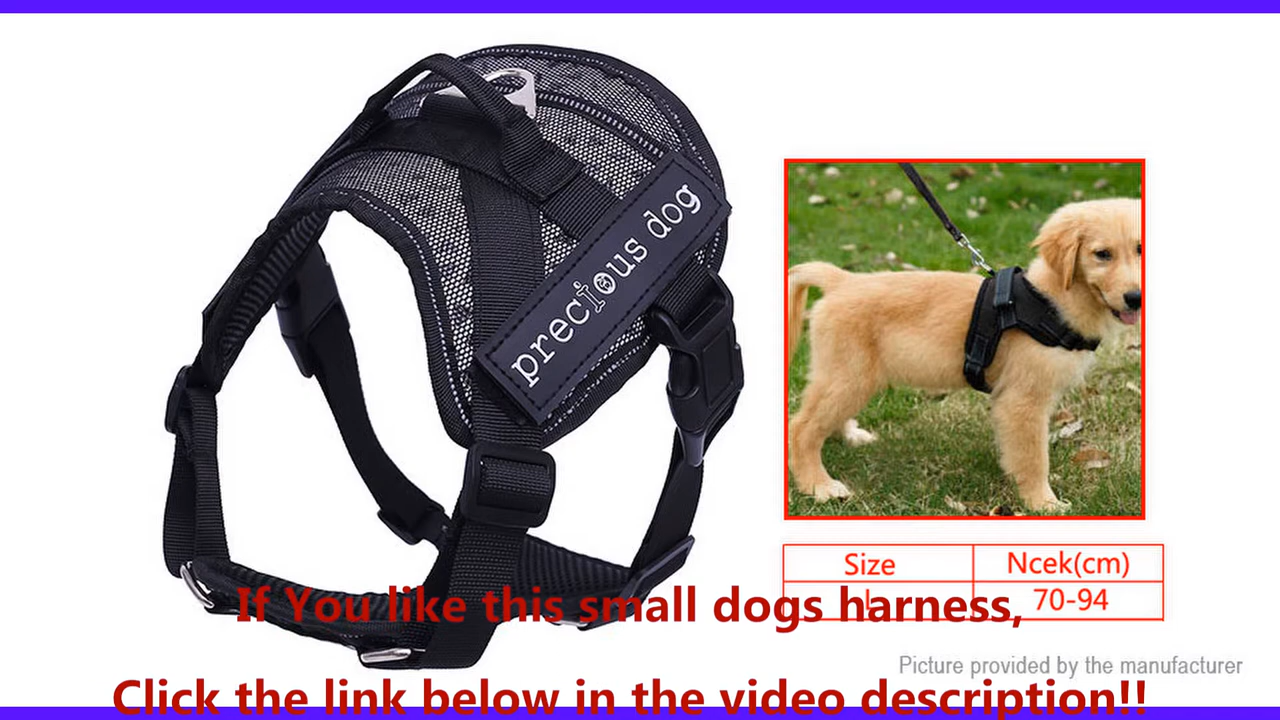 precious dog
Size Ncek(cm)
L 70-94
If You like this small dogs harness,
Picture provided by the manufacturer
Click the link below in the video description!!